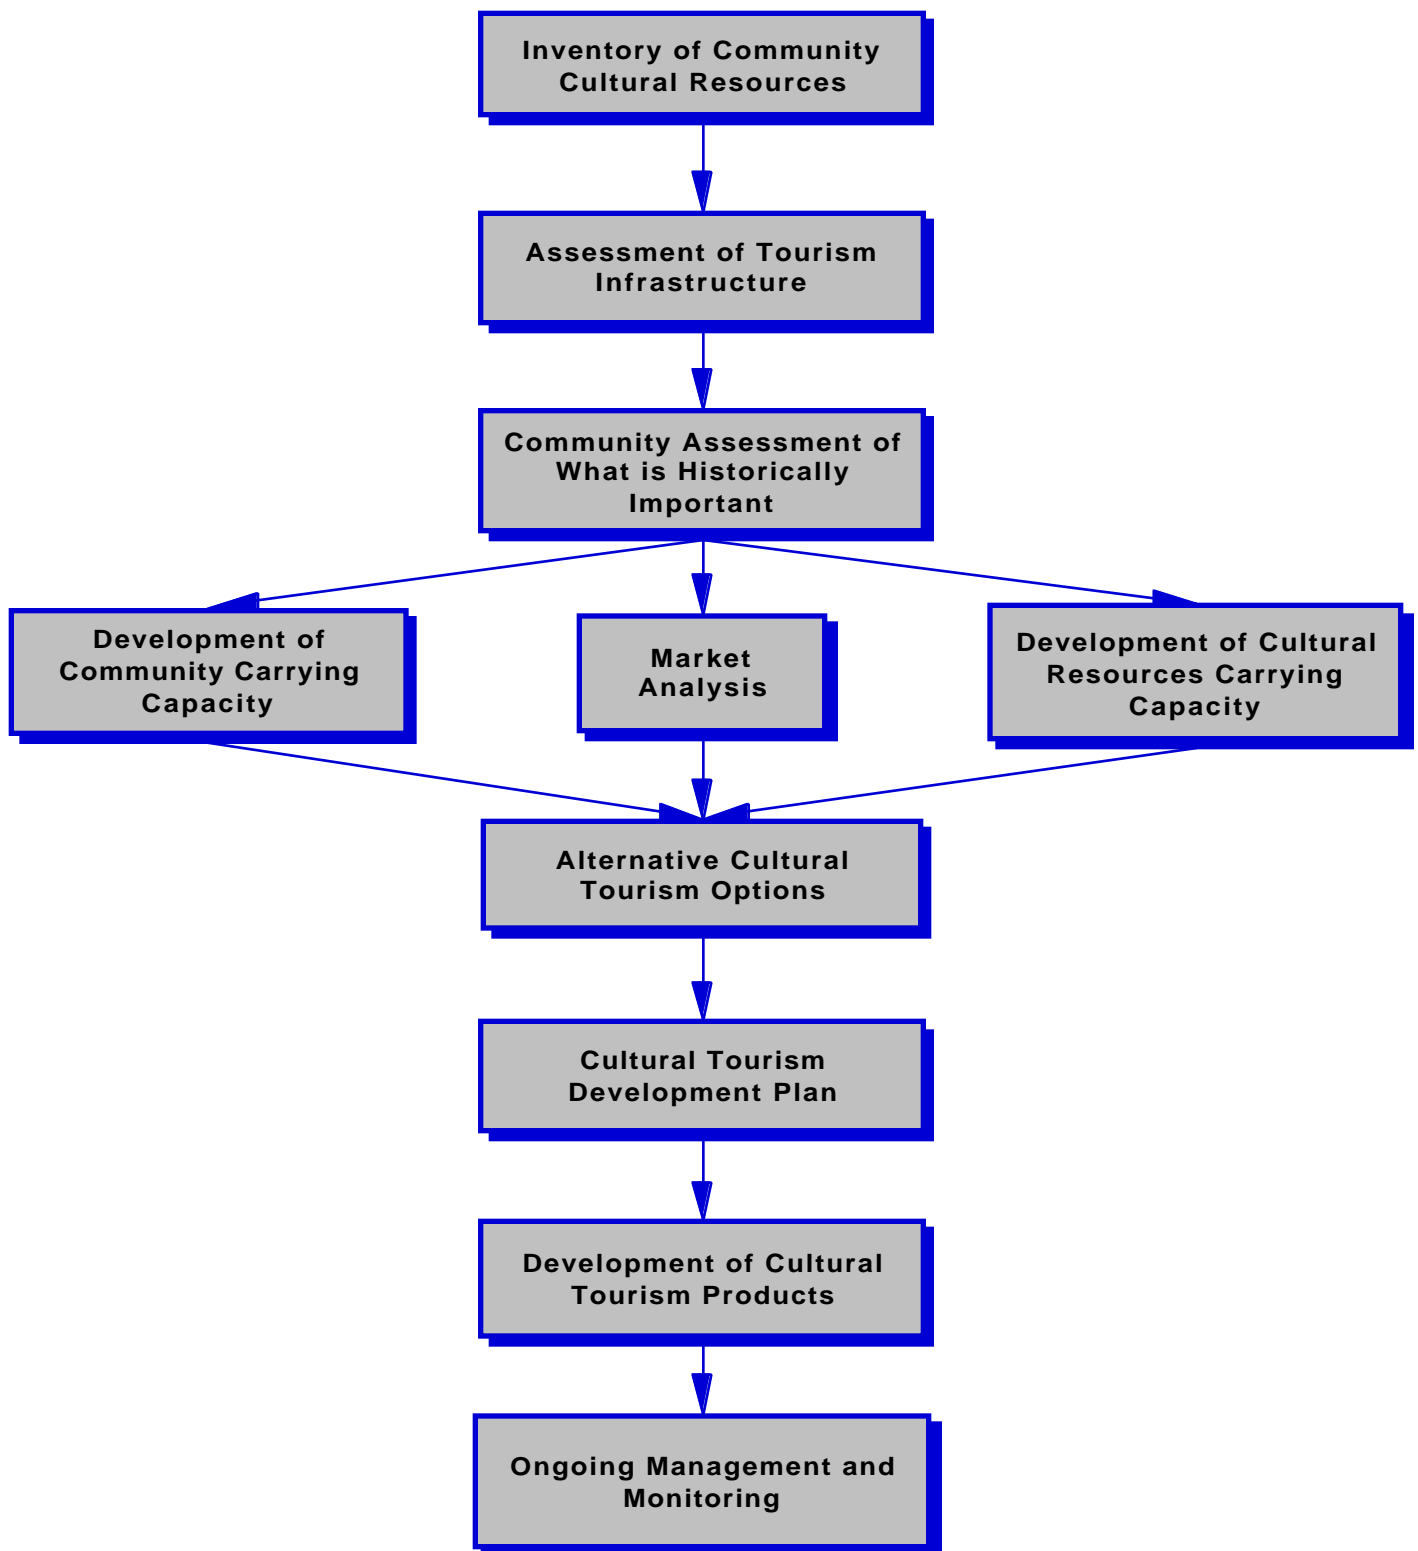 Inventory of Community
Cultural Resources
Assessment of Tourism
Infrastructure
Community Assessment of
What is Historically
Important
Development of
Community Carrying
Capacity
Market
Analysis
Development of Cultural
Resources Carrying
Capacity
Alternative Cultural
Tourism Options
Cultural Tourism
Development Plan
Development of Cultural
Tourism Products
Ongoing Management and
Monitoring